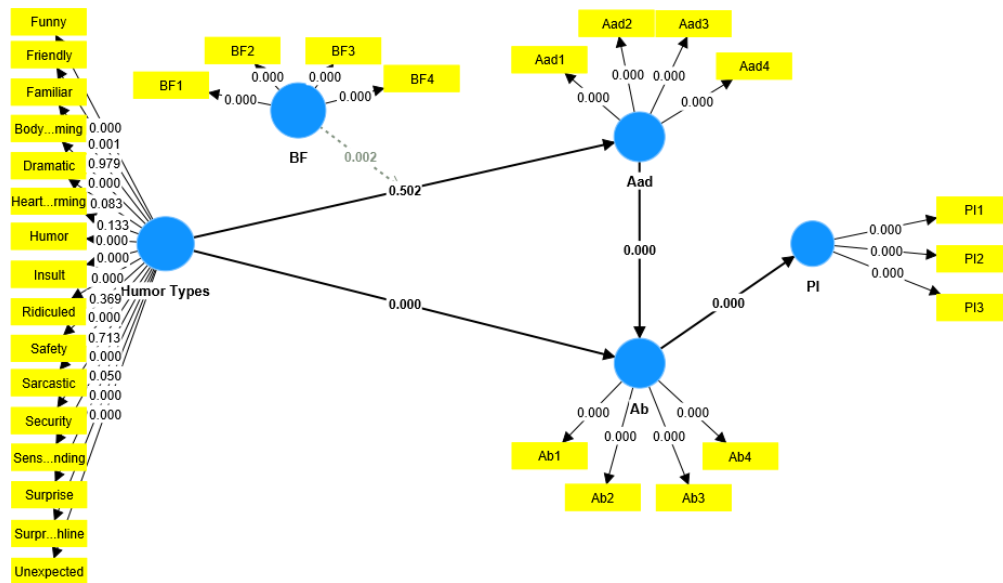 Funny
Friendly
Familiar
Body...ming
Dramatic
Heart...rming
Humor
Insult
Ridiculed
Safety
Sarcastic
Security
Sens...nding
Surprise
Surpr...hline
Unexpected
0.000
0.001
0.979
0.000
0.083
0.133
0.000
0.000
0.000
0.369
0.000
0.713
0.000
0.050
0.000
0.000
Humor Types
BF1
BF2
BF3
BF4
0.000
0.000
0.000
0.000
BF
0.002
0.502
0.000
Aad1
Aad2
Aad3
Aad4
0.000
0.000
0.000
0.000
Aad
0.000
Ab
0.000
0.000
0.000
0.000
Ab1
Ab2
Ab3
Ab4
0.000
PI
0.000
0.000
0.000
PI1
PI2
PI3